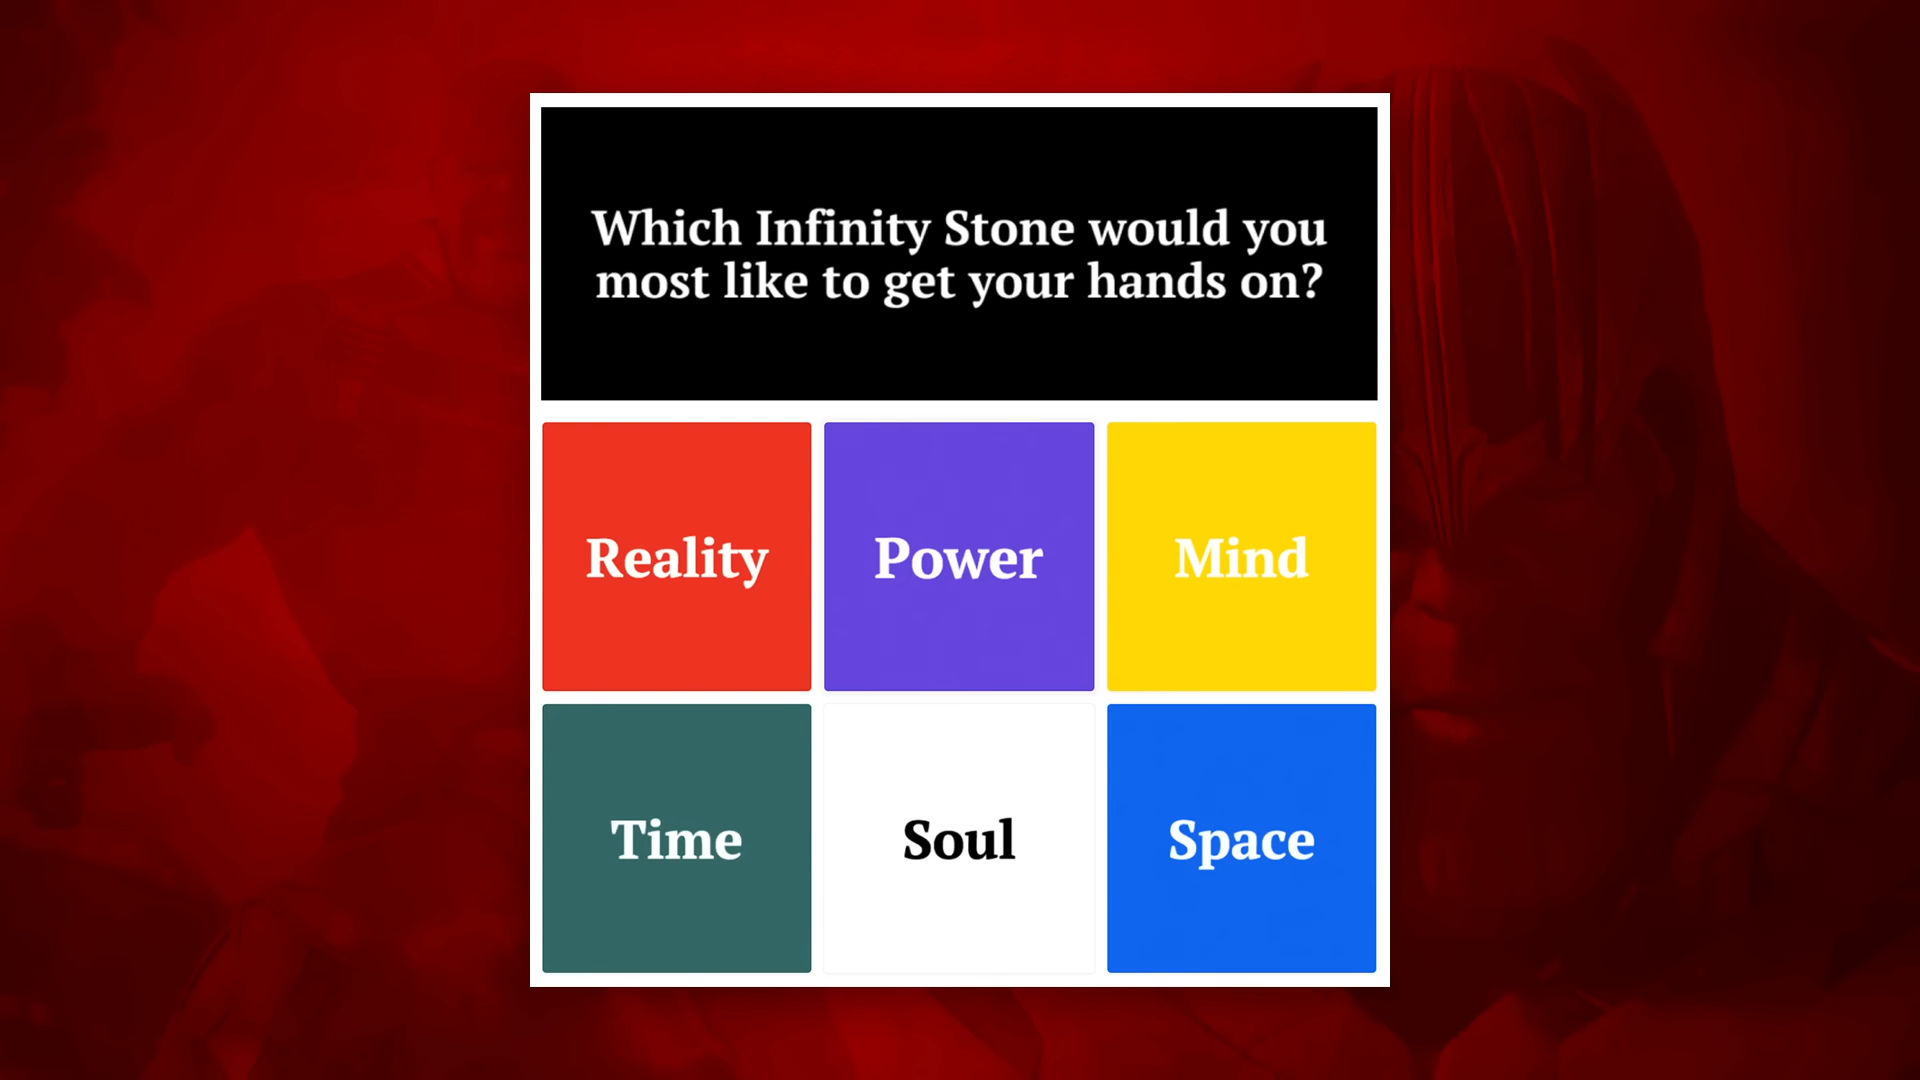 Which Infinity Stone would you
most like to get your hands on?
Reality
Power
Mind
Time
Soul
Space